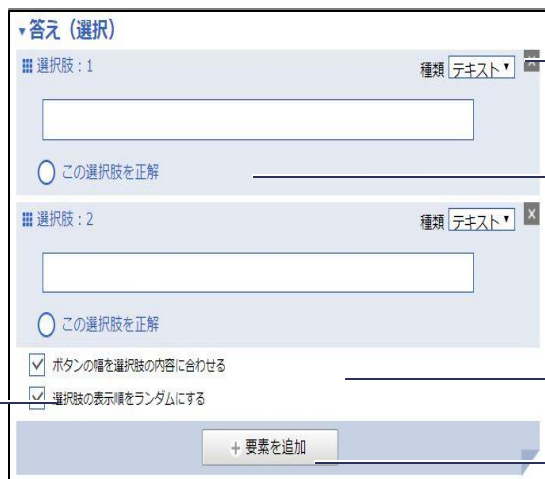 ▼答え（選択）
選択肢：1
種類 テキスト▼ X
この選択肢を正解
選択肢：2
種類 テキスト▼ X
この選択肢を正解
ボタンの幅を選択肢の内容に合わせる
選択肢の表示順をランダムにする
+要素を追加